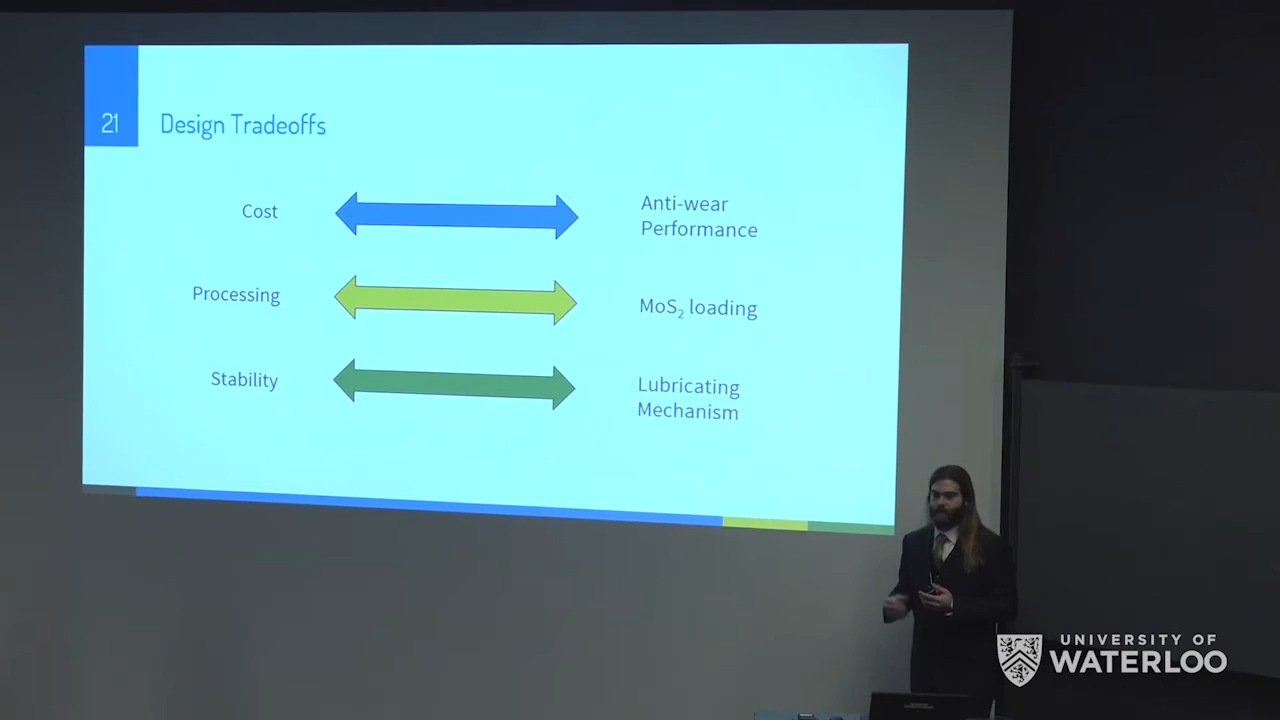 21
Design Tradeoffs
Cost
Anti-wear
Performance
Processing
MoS₂ loading
Stability
Lubricating
Mechanism
UNIVERSITY OF
WATERLOO